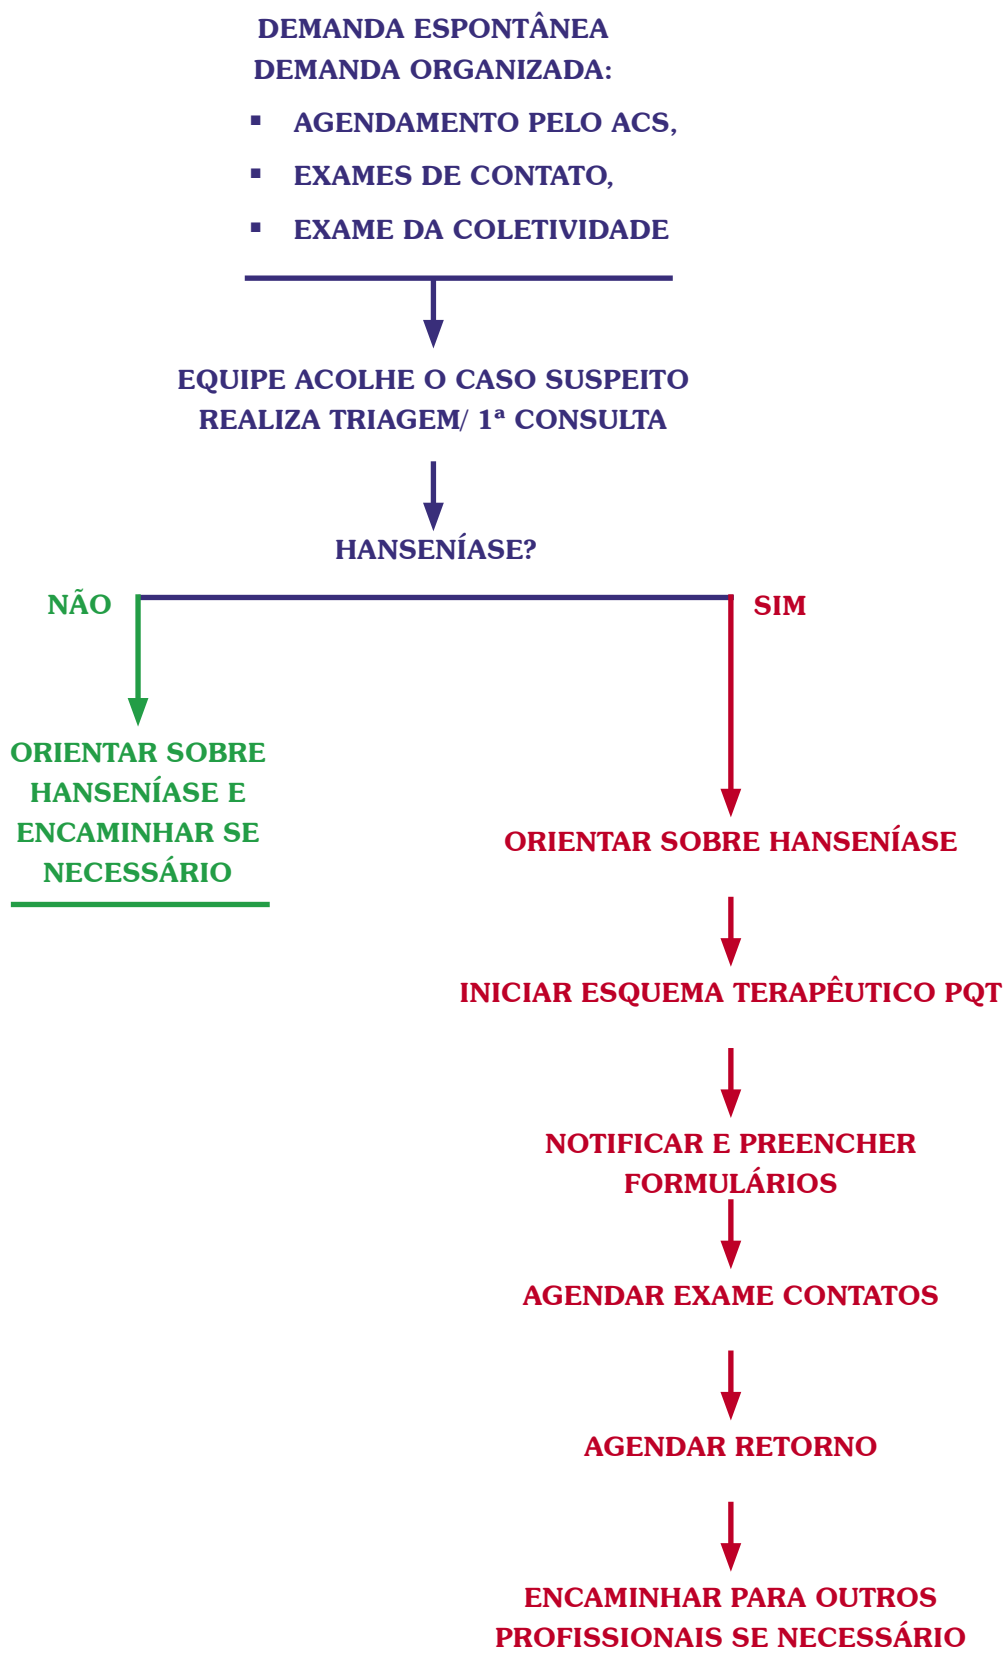 DEMANDA ESPONTÂNEA
DEMANDA ORGANIZADA:
▪ AGENDAMENTO PELO ACS,
▪ EXAMES DE CONTATO,
▪ EXAME DA COLETIVIDADE
EQUIPE ACOLHE O CASO SUSPEITO
REALIZA TRIAGEM/ 1ª CONSULTA
HANSENÍASE?
NÃO
SIM
ORIENTAR SOBRE
HANSENÍASE E
ENCAMINHAR SE
NECESSÁRIO
ORIENTAR SOBRE HANSENÍASE
INICIAR ESQUEMA TERAPÊUTICO PQT
NOTIFICAR E PREENCHER
FORMULÁRIOS
AGENDAR EXAME CONTATOS
AGENDAR RETORNO
ENCAMINHAR PARA OUTROS
PROFISSIONAIS SE NECESSÁRIO